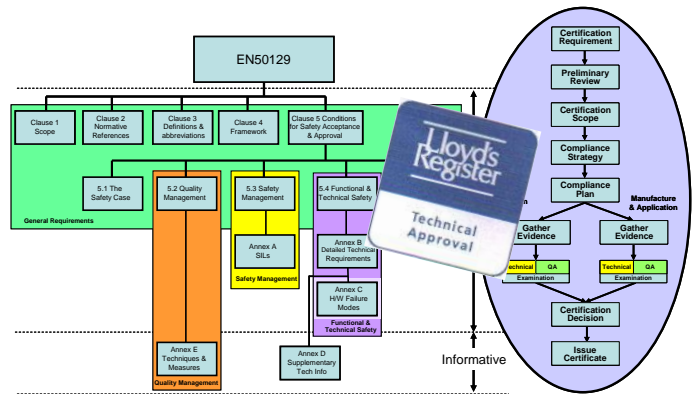 EN50129
Clause 1
Scope
Clause 2
Normative
References
Clause 3
Definitions &
abbreviations
Clause 4
Framework
Clause 5 Conditions
for Safety Acceptance
& Approval
5.1 The
Safety Case
5.2 Quality
Management
5.3 Safety
Management
5.4 Functional &
Technical Safety
General Requirements
Annex A
SILs
Safety Management
Annex B
Detailed Technical
Requirements
Annex C
H/W Failure
Modes
Functional &
Technical Safety
Annex E
Techniques &
Measures
Quality Management
Annex D
Supplementary
Tech Info
Informative
Lloyd's
Register
Technical
Approval
Certification
Requirement
Preliminary
Review
Certification
Scope
Compliance
Strategy
Compliance
Plan
Manufacture
& Application
Gather
Evidence
Gather
Evidence
Technical QA
Examination
Technical QA
Examination
Certification
Decision
Issue
Certificate